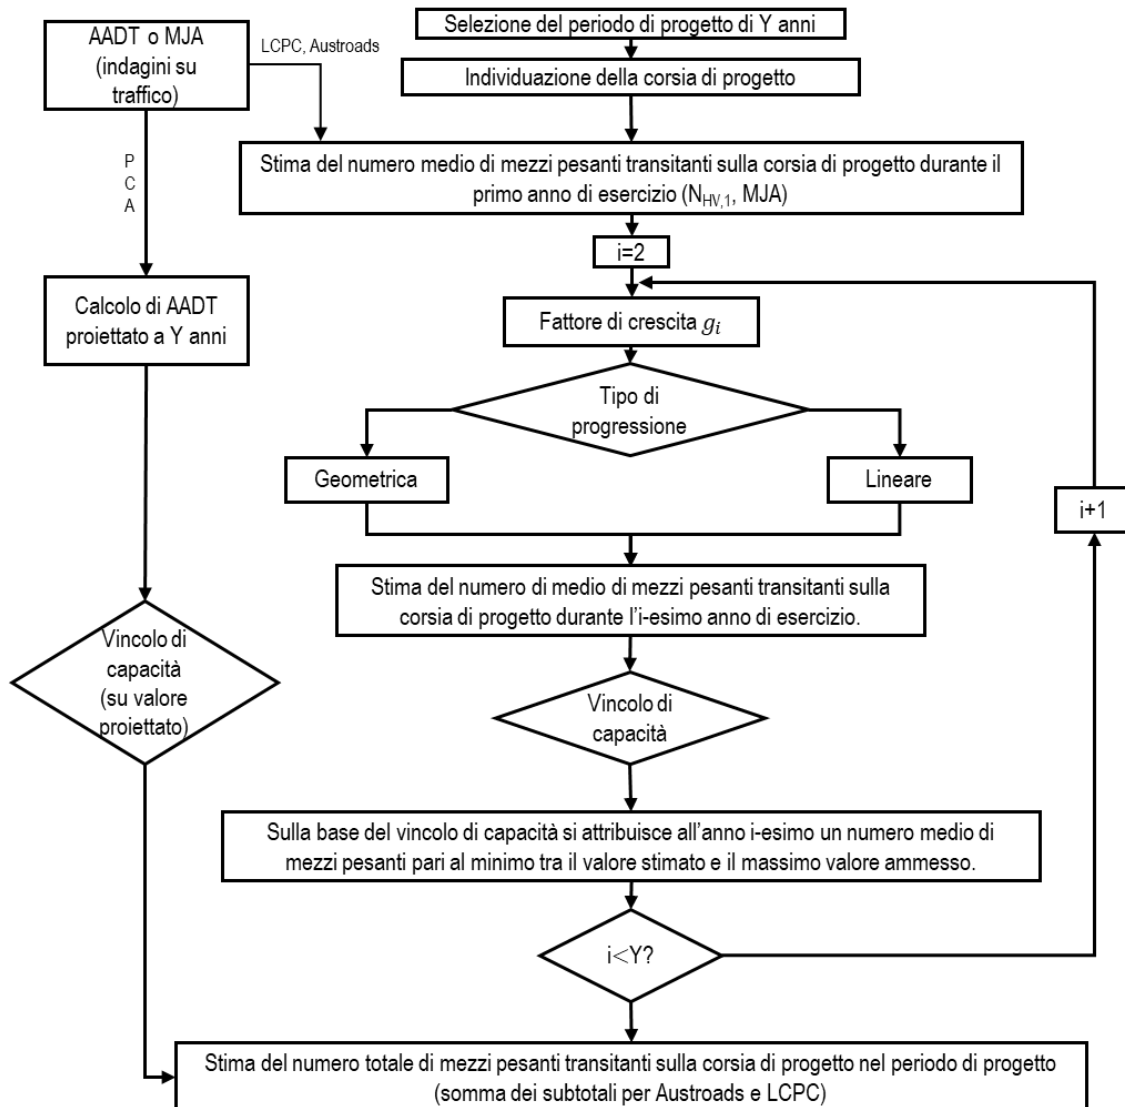 AADT o MJA
(indagini su
traffico)
LCPC, Austroads
Selezione del periodo di progetto di Y anni
Individuazione della corsia di progetto
P
C
A
Stima del numero medio di mezzi pesanti transitanti sulla corsia di progetto durante il
primo anno di esercizio (N_HV,1, MJA)
i=2
Calcolo di AADT
proiettato a Y anni
Fattore di crescita g_i
Tipo di
progressione
Geometrica
Lineare
i+1
Stima del numero di medio di mezzi pesanti transitanti sulla
corsia di progetto durante l'i-esimo anno di esercizio.
Vincolo di
capacità
(su valore
proiettato)
Vincolo di
capacità
Sulla base del vincolo di capacità si attribuisce all'anno i-esimo un numero medio di
mezzi pesanti pari al minimo tra il valore stimato e il massimo valore ammesso.
i<Y?
Stima del numero totale di mezzi pesanti transitanti sulla corsia di progetto nel periodo di progetto
(somma dei subtotali per Austroads e LCPC)